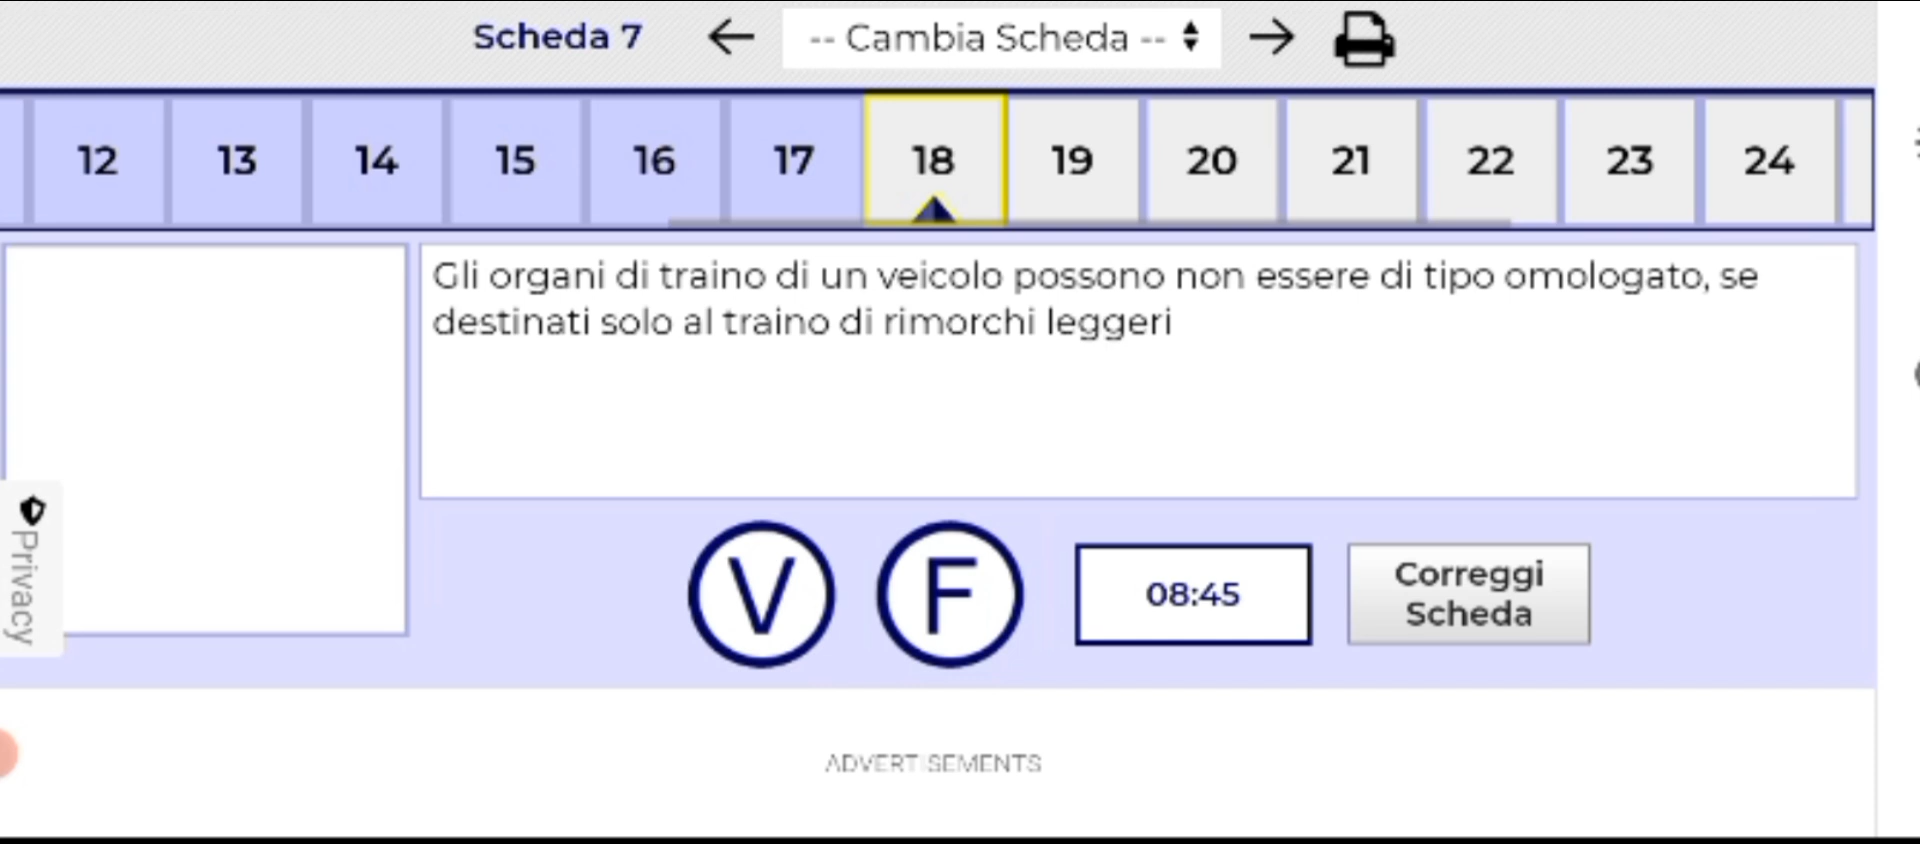 Scheda 7 ← -- Cambia Scheda -- →
12 13 14 15 16 17 18 19 20 21 22 23 24
Gli organi di traino di un veicolo possono non essere di tipo omologato, se
destinati solo al traino di rimorchi leggeri
Privacy
V F 08:45 Correggi
Scheda
ADVERTISEMENTS